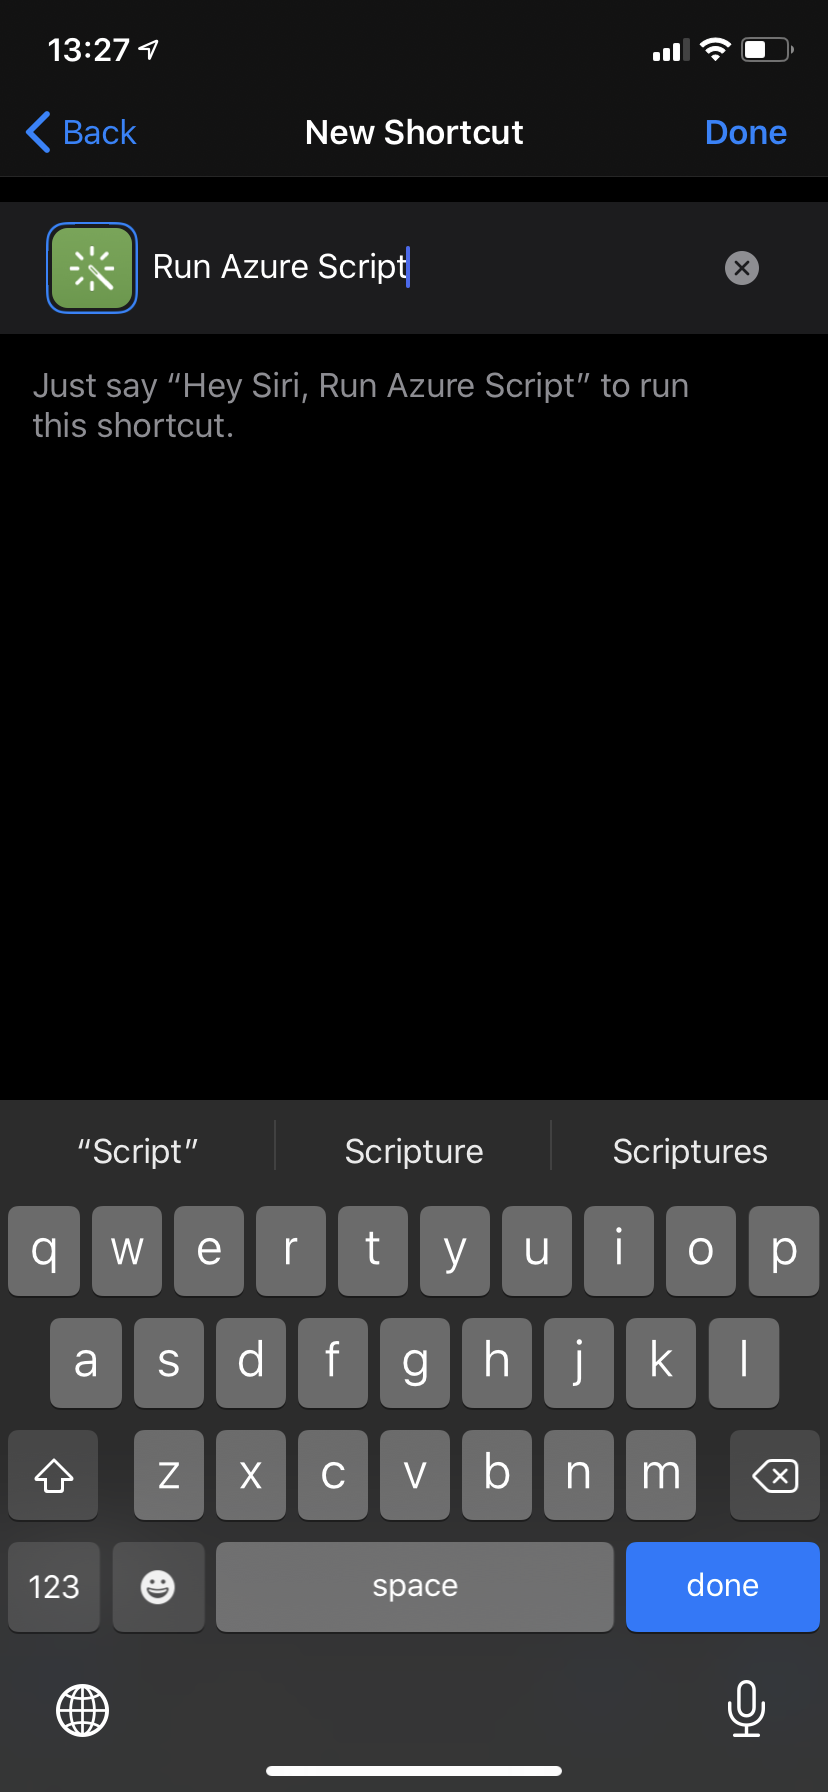 13:27
Back
New Shortcut
Done
Run Azure Script
Just say “Hey Siri, Run Azure Script” to run
this shortcut.
“Script” Scripture Scriptures
q w e r t y u i o p
a s d f g h j k l
z x c v b n m
123 space done